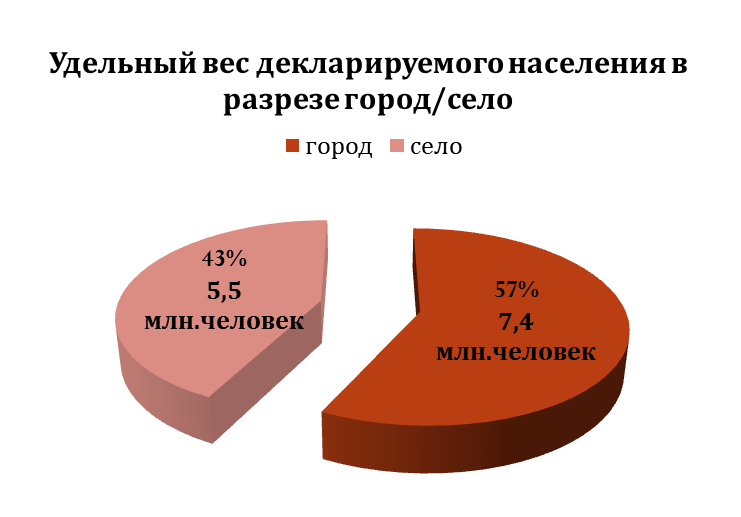 Удельный вес декларируемого населения в
разрезе город/село
город село
43%
5,5
млн.человек
57%
7,4
млн.человек